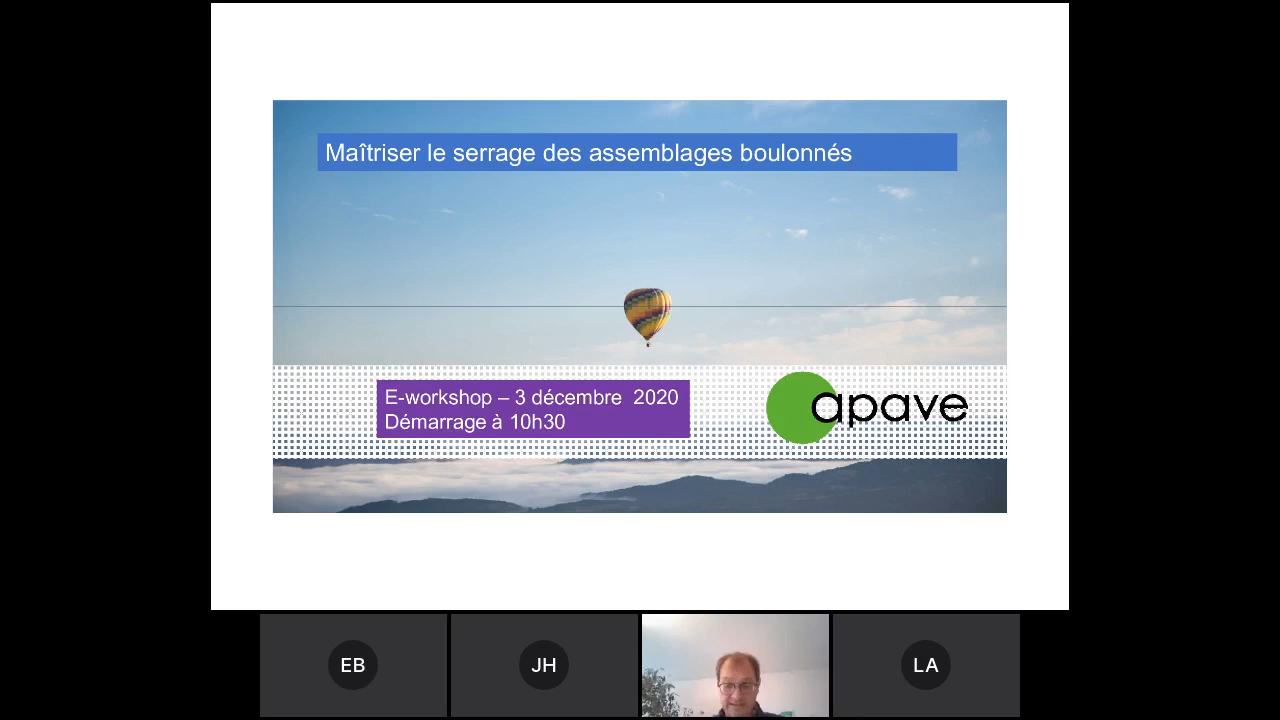 Maîtriser le serrage des assemblages boulonnés
E-workshop – 3 décembre 2020
Démarrage à 10h30
apave
EB
JH
LA